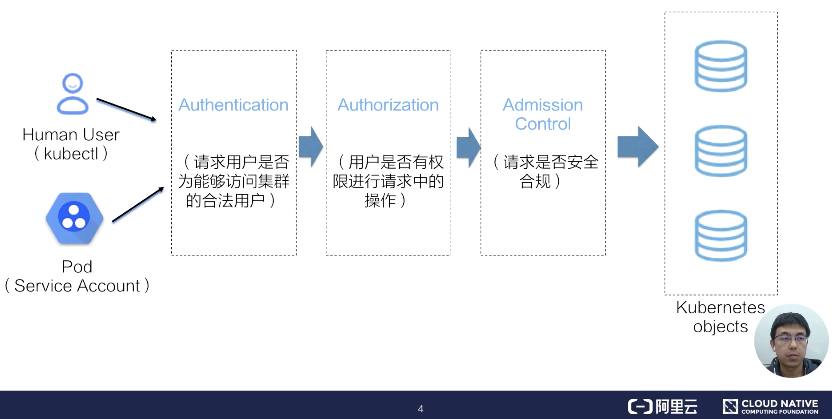 Human User
（kubectl）
Pod
（Service Account）
Authentication
（请求用户是否
为能够访问集群
的合法用户）
Authorization
（用户是否有权
限进行请求中的
操作）
Admission
Control
（请求是否安全
合规）
Kubernetes
objects
4
阿里云
CLOUD NATIVE
COMPUTING FOUNDATION